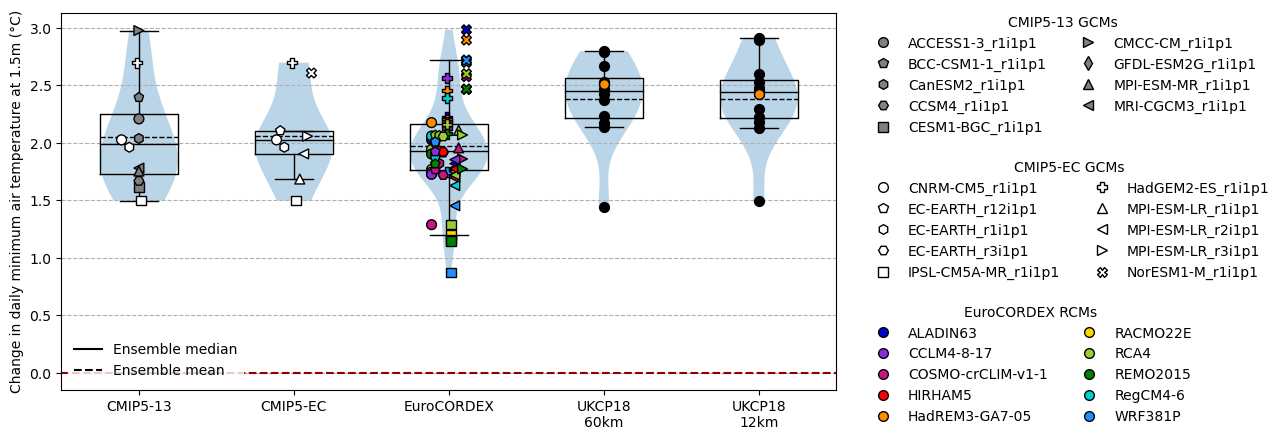 Change in daily minimum air temperature at 1.5m (°C)
3.0
2.5
2.0
1.5
1.0
0.5
0.0
Ensemble median
Ensemble mean
CMIP5-13
CMIP5-EC
EuroCORDEX
UKCP18
60km
UKCP18
12km
CMIP5-13 GCMs
ACCESS1-3_r1i1p1
BCC-CSM1-1_r1i1p1
CanESM2_r1i1p1
CCSM4_r1i1p1
CESM1-BGC_r1i1p1
CMCC-CM_r1i1p1
GFDL-ESM2G_r1i1p1
MPI-ESM-MR_r1i1p1
MRI-CGCM3_r1i1p1
CMIP5-EC GCMs
CNRM-CM5_r1i1p1
EC-EARTH_r12i1p1
EC-EARTH_r1i1p1
EC-EARTH_r3i1p1
IPSL-CM5A-MR_r1i1p1
HadGEM2-ES_r1i1p1
MPI-ESM-LR_r1i1p1
MPI-ESM-LR_r2i1p1
MPI-ESM-LR_r3i1p1
NorESM1-M_r1i1p1
EuroCORDEX RCMs
ALADIN63
CCLM4-8-17
COSMO-crCLIM-v1-1
HIRHAM5
HadREM3-GA7-05
RACMO22E
RCA4
REMO2015
RegCM4-6
WRF381P